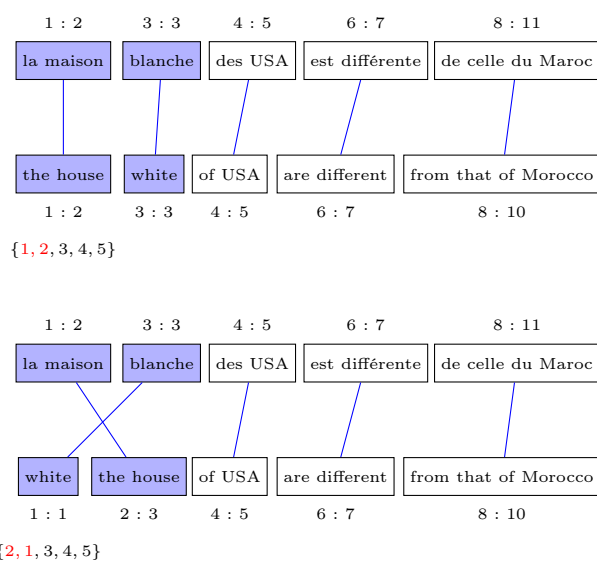 1 : 2 3 : 3 4 : 5 6 : 7 8 : 11
la maison blanche des USA est différente de celle du Maroc
the house white of USA are different from that of Morocco
1 : 2 3 : 3 4 : 5 6 : 7 8 : 10
{1, 2, 3, 4, 5}
1 : 2 3 : 3 4 : 5 6 : 7 8 : 11
la maison blanche des USA est différente de celle du Maroc
white the house of USA are different from that of Morocco
1 : 1 2 : 3 4 : 5 6 : 7 8 : 10
{2, 1, 3, 4, 5}